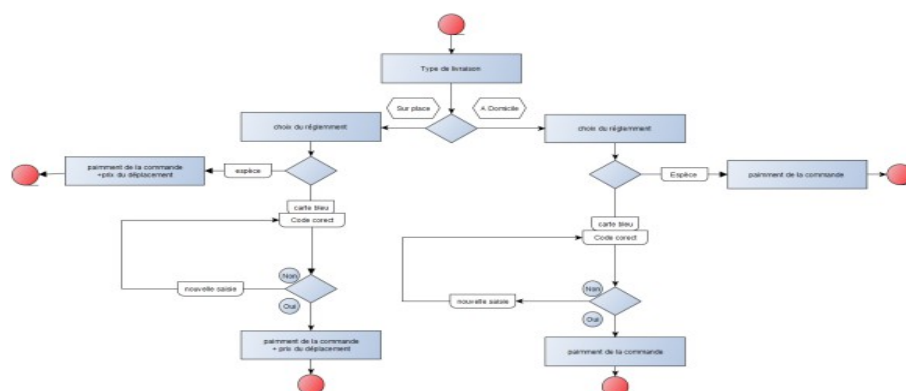 Type de livraison
Sur place
A Domicile
choix du réglemment
choix du réglemment
paimment de la commande
+prix du déplacement
espèce
Espèce
paimment de la commande
carte bleu
Code corect
carte bleu
Code corect
Non
nouvelle saisie
Oui
Non
nouvelle saisie
Oui
paimment de la commande
+ prix du déplacement
paimment de la commande